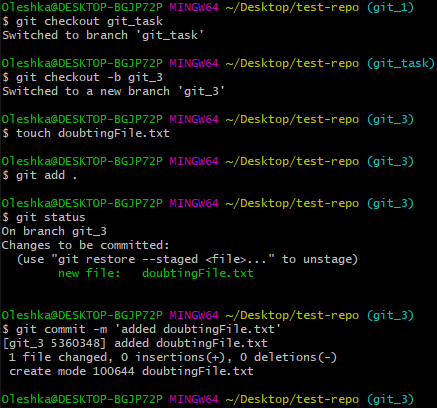 Oleshka@DESKTOP-BGJP72P MINGW64 ~/Desktop/test-repo (git_1)
$ git checkout git_task
Switched to branch 'git_task'
Oleshka@DESKTOP-BGJP72P MINGW64 ~/Desktop/test-repo (git_task)
$ git checkout -b git_3
Switched to a new branch 'git_3'
Oleshka@DESKTOP-BGJP72P MINGW64 ~/Desktop/test-repo (git_3)
$ touch doubtingFile.txt
Oleshka@DESKTOP-BGJP72P MINGW64 ~/Desktop/test-repo (git_3)
$ git add .
Oleshka@DESKTOP-BGJP72P MINGW64 ~/Desktop/test-repo (git_3)
$ git status
On branch git_3
Changes to be committed:
  (use "git restore --staged <file>..." to unstage)
        new file:   doubtingFile.txt
Oleshka@DESKTOP-BGJP72P MINGW64 ~/Desktop/test-repo (git_3)
$ git commit -m 'added doubtingFile.txt'
[git_3 5360348] added doubtingFile.txt
 1 file changed, 0 insertions(+), 0 deletions(-)
 create mode 100644 doubtingFile.txt
Oleshka@DESKTOP-BGJP72P MINGW64 ~/Desktop/test-repo (git_3)